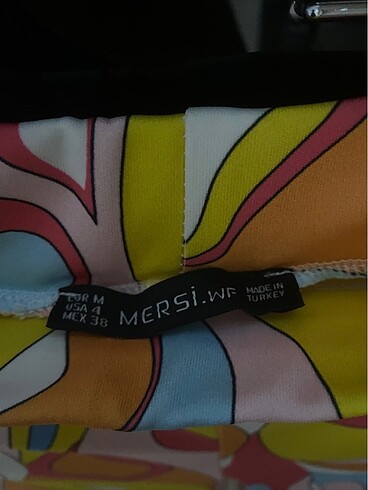 EUR M
USA 4
MEX 38
MERSİ.WF
MADE IN
TURKEY